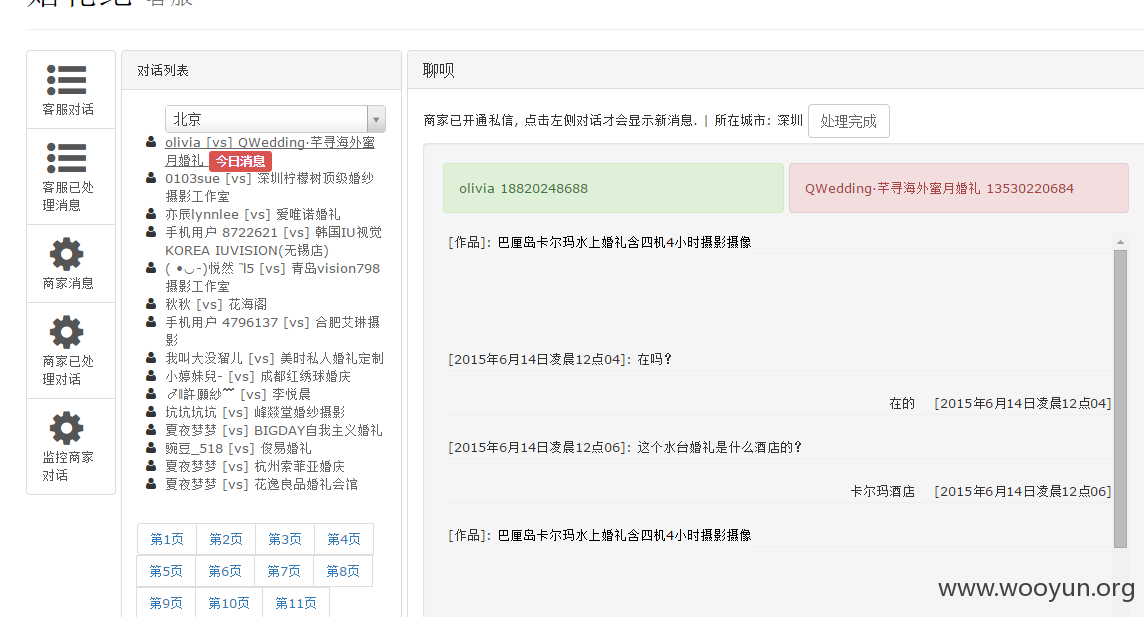 客服
客服对话
客服已处
理消息
商家消息
商家已处
理对话
监控商家
对话
对话列表
北京
olivia [vs] QWedding·芊寻海外蜜
月婚礼 今日消息
0103sue [vs] 深圳柠檬树顶级婚纱
摄影工作室
亦辰lynnlee [vs] 爱唯诺婚礼
手机用户 8722621 [vs] 韩国IU视觉
KOREA IUVISION(无锡店)
( •◡-)悦然 ˜l5 [vs] 青岛vision798
摄影工作室
秋秋 [vs] 花海阁
手机用户 4796137 [vs] 合肥艾琳摄
影
我叫大没溜儿 [vs] 美时私人婚礼定制
小婷妹兒- [vs] 成都红绣球婚庆
許願紗 [vs] 李悦晨
坑坑坑坑 [vs] 峰燚堂婚纱摄影
夏夜梦梦 [vs] BIGDAY自我主义婚礼
豌豆_518 [vs] 俊易婚礼
夏夜梦梦 [vs] 杭州索菲亚婚庆
夏夜梦梦 [vs] 花逸良品婚礼会馆
第1页 第2页 第3页 第4页
第5页 第6页 第7页 第8页
第9页 第10页 第11页
聊呗
商家已开通私信, 点击左侧对话才会显示新消息. | 所在城市: 深圳 处理完成
olivia 18820248688
QWedding·芊寻海外蜜月婚礼 13530220684
[作品]: 巴厘岛卡尔玛水上婚礼含四机4小时摄影摄像
[2015年6月14日凌晨12点04]: 在吗?
在的 [2015年6月14日凌晨12点04]
[2015年6月14日凌晨12点06]: 这个水台婚礼是什么酒店的?
卡尔玛酒店 [2015年6月14日凌晨12点06]
[作品]: 巴厘岛卡尔玛水上婚礼含四机4小时摄影摄像
www.wooyun.org